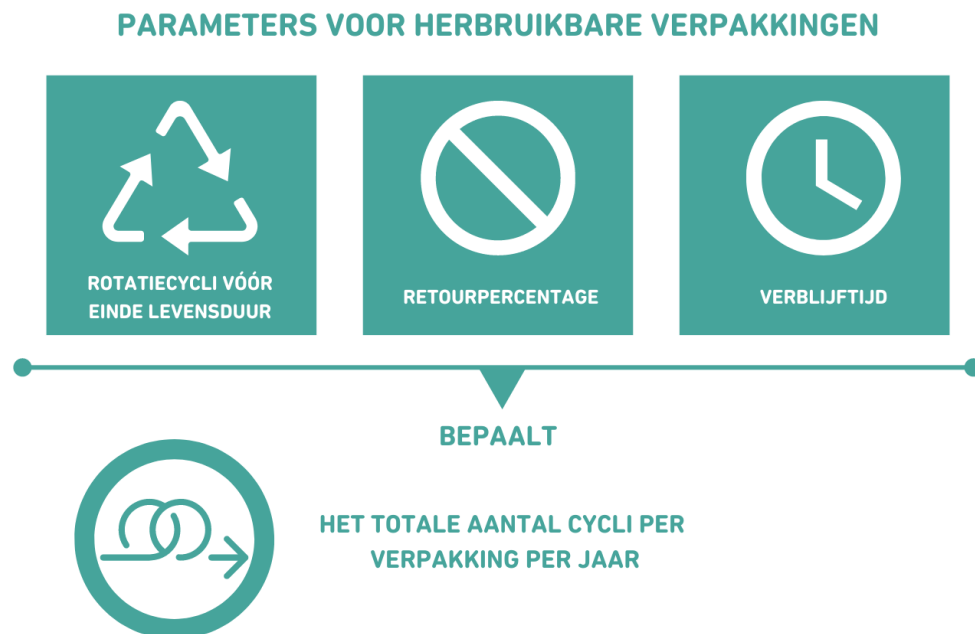 PARAMETERS VOOR HERBRUIKBARE VERPAKKINGEN
ROTATIECYCLI VÓÓR
EINDE LEVENSDUUR
RETOURPERCENTAGE
VERBLIJFTIJD
BEPAALT
HET TOTALE AANTAL CYCLI PER
VERPAKKING PER JAAR